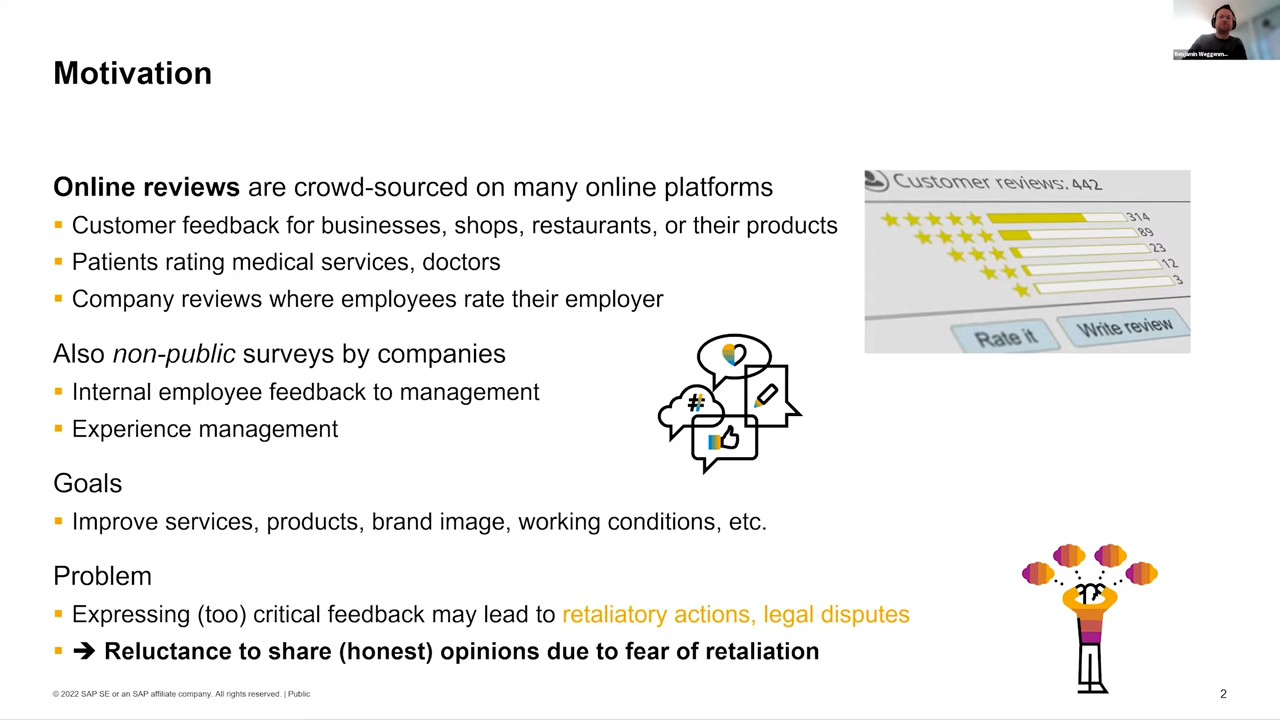 Benjamin Weggenm...
Motivation
Online reviews are crowd-sourced on many online platforms
▪ Customer feedback for businesses, shops, restaurants, or their products
▪ Patients rating medical services, doctors
▪ Company reviews where employees rate their employer
Customer reviews: 442
314
89
23
12
3
Rate it
Write review
Also non-public surveys by companies
▪ Internal employee feedback to management
▪ Experience management
#
Goals
▪ Improve services, products, brand image, working conditions, etc.
Problem
▪ Expressing (too) critical feedback may lead to retaliatory actions, legal disputes
▪ ➔ Reluctance to share (honest) opinions due to fear of retaliation
© 2022 SAP SE or an SAP affiliate company. All rights reserved. | Public
2